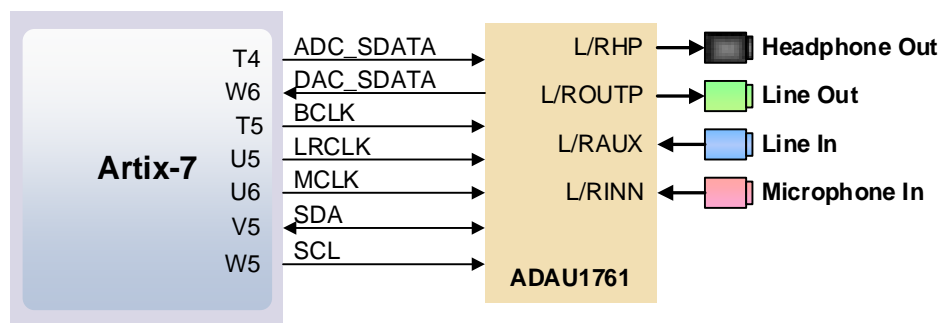 T4 ADC_SDATA L/RHP Headphone Out
W6 DAC_SDATA L/ROUTP Line Out
T5 BCLK
Artix-7 U5 LRCLK L/RAUX Line In
U6 MCLK L/RINN Microphone In
V5 SDA
W5 SCL ADAU1761